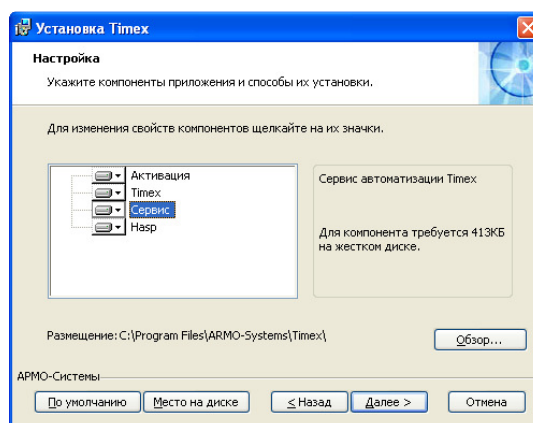 Установка Timex
Настройка
Укажите компоненты приложения и способы их установки.
Для изменения свойств компонентов щелкайте на их значки.
Активация
Timex
Сервис
Hasp
Сервис автоматизации Timex
Для компонента требуется 413КБ
на жестком диске.
Размещение: C:\Program Files\ARMO-Systems\Timex\
Обзор...
АРМО-Системы
По умолчанию Место на диске < Назад Далее > Отмена